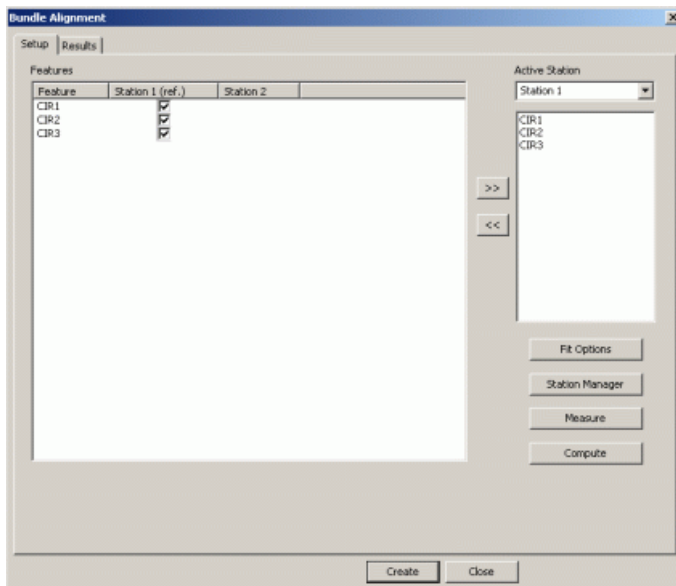 Bundle Alignment
Setup Results
Features
Feature Station 1 (ref.) Station 2
CIR1
CIR2
CIR3
Active Station
Station 1
CIR1
CIR2
CIR3
>>
<<
Fit Options
Station Manager
Measure
Compute
Create Close